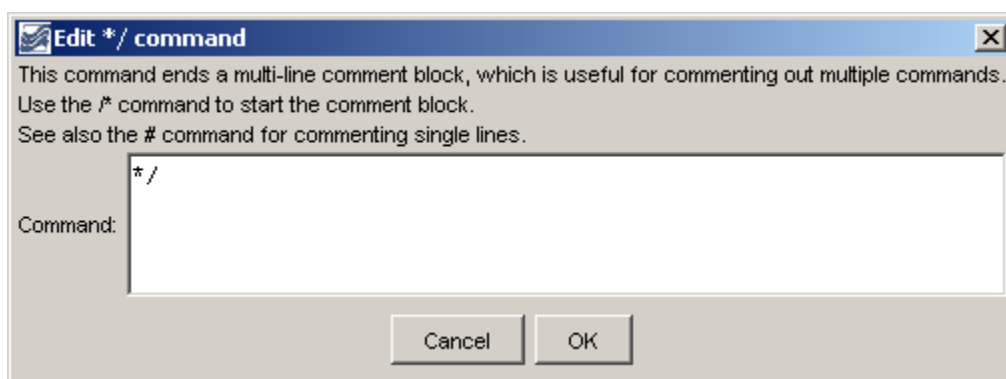 Edit */ command
This command ends a multi-line comment block, which is useful for commenting out multiple commands.
Use the /* command to start the comment block.
See also the # command for commenting single lines.
*/
Command:
Cancel OK